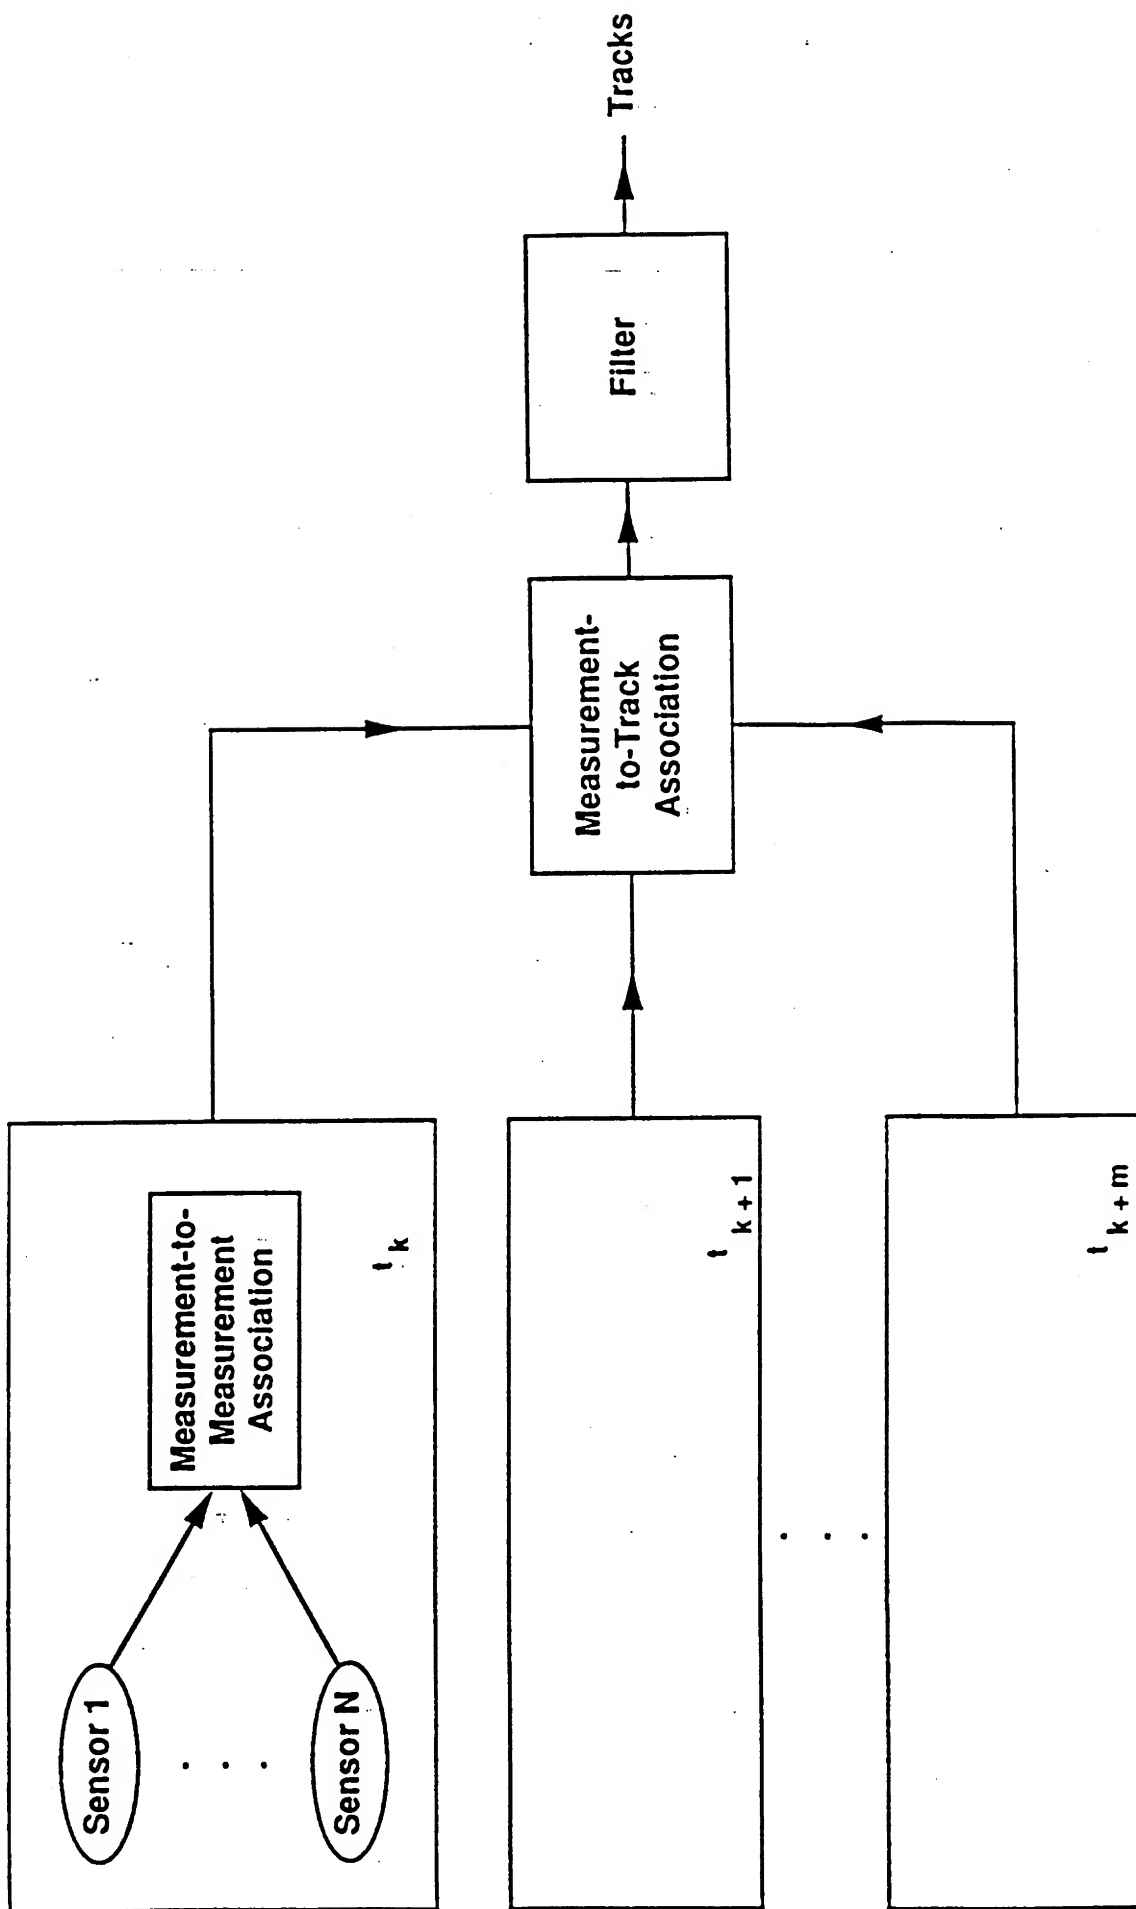 Sensor 1
Sensor N
Measurement-to-
Measurement
Association
t k
t k + 1
t k + m
Measurement-
to-Track
Association
Filter
Tracks